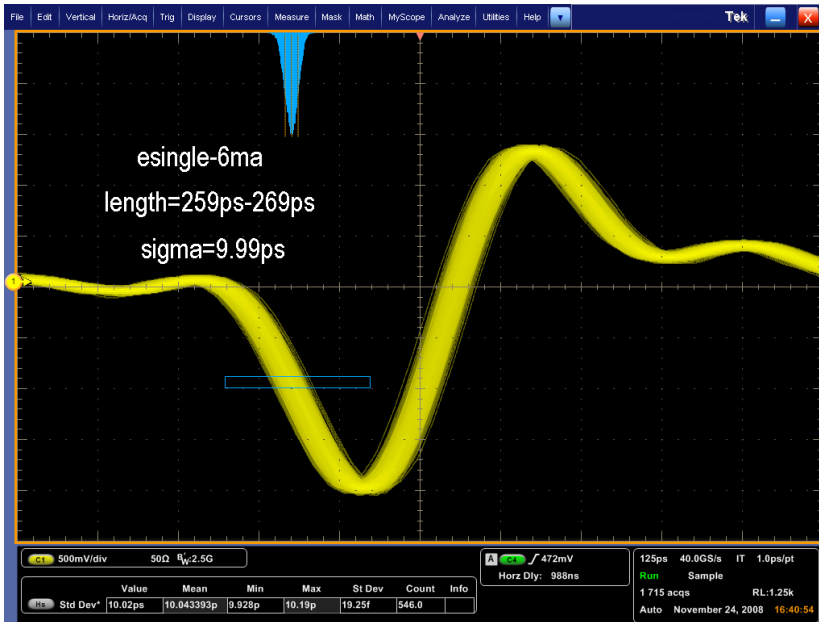 File Edit Vertical Horiz/Acq Trig Display Cursors Measure Mask Math MyScope Analyze Utilities Help Tek X
esingle-6ma
length=259ps-269ps
sigma=9.99ps
1
C1 500mV/div 50Ω BW:2.5G
A C4 472mV
Horz Dly: 988ns
125ps 40.0GS/s IT 1.0ps/pt
Run Sample
1 715 acqs RL:1.25k
Auto November 24, 2008 16:40:54
Value Mean Min Max St Dev Count Info
Hs Std Dev* 10.02ps 10.043393p 9.928p 10.19p 19.25f 546.0